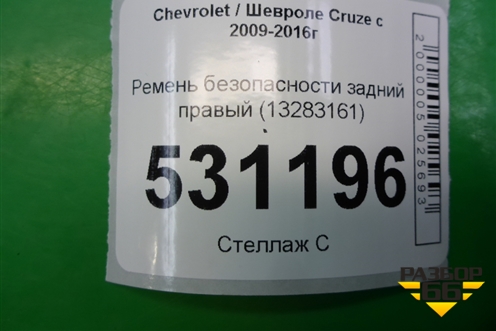 Chevrolet / Шевроле Cruze с
2009-2016г
Ремень безопасности задний
правый (13283161)
531196
Стеллаж С
2000005025693
РАЗБОР
66